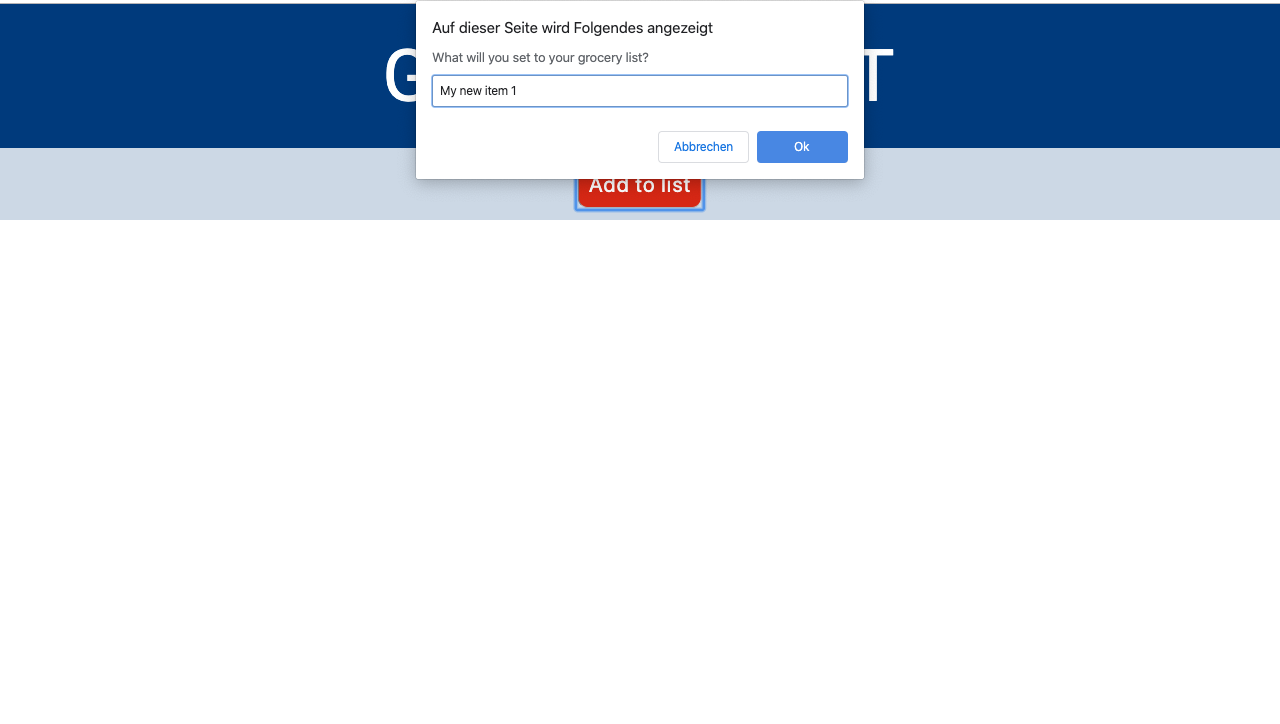 Auf dieser Seite wird Folgendes angezeigt
What will you set to your grocery list?
My new item 1
Abbrechen
Ok
Add to list